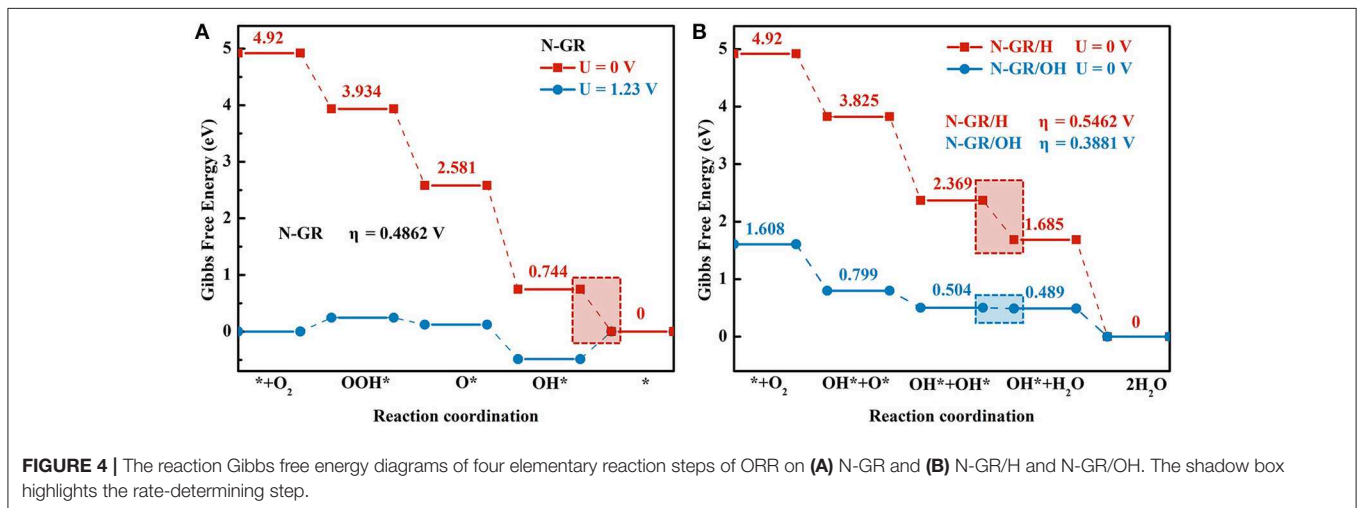 A
4.92
N-GR
U = 0 V
U = 1.23 V
3.934
2.581
N-GR η = 0.4862 V
0.744
0
5
4
3
2
1
0
Gibbs Free Energy (eV)
*+O₂ OOH* O* OH* *
Reaction coordination
B
4.92
N-GR/H U = 0 V
N-GR/OH U = 0 V
3.825
N-GR/H η = 0.5462 V
N-GR/OH η = 0.3881 V
2.369
1.685
1.608
0.799
0.504
0.489
0
5
4
3
2
1
0
Gibbs Free Energy (eV)
*+O₂ OH*+O* OH*+OH* OH*+H₂O 2H₂O
Reaction coordination
FIGURE 4 | The reaction Gibbs free energy diagrams of four elementary reaction steps of ORR on (A) N-GR and (B) N-GR/H and N-GR/OH. The shadow box
highlights the rate-determining step.